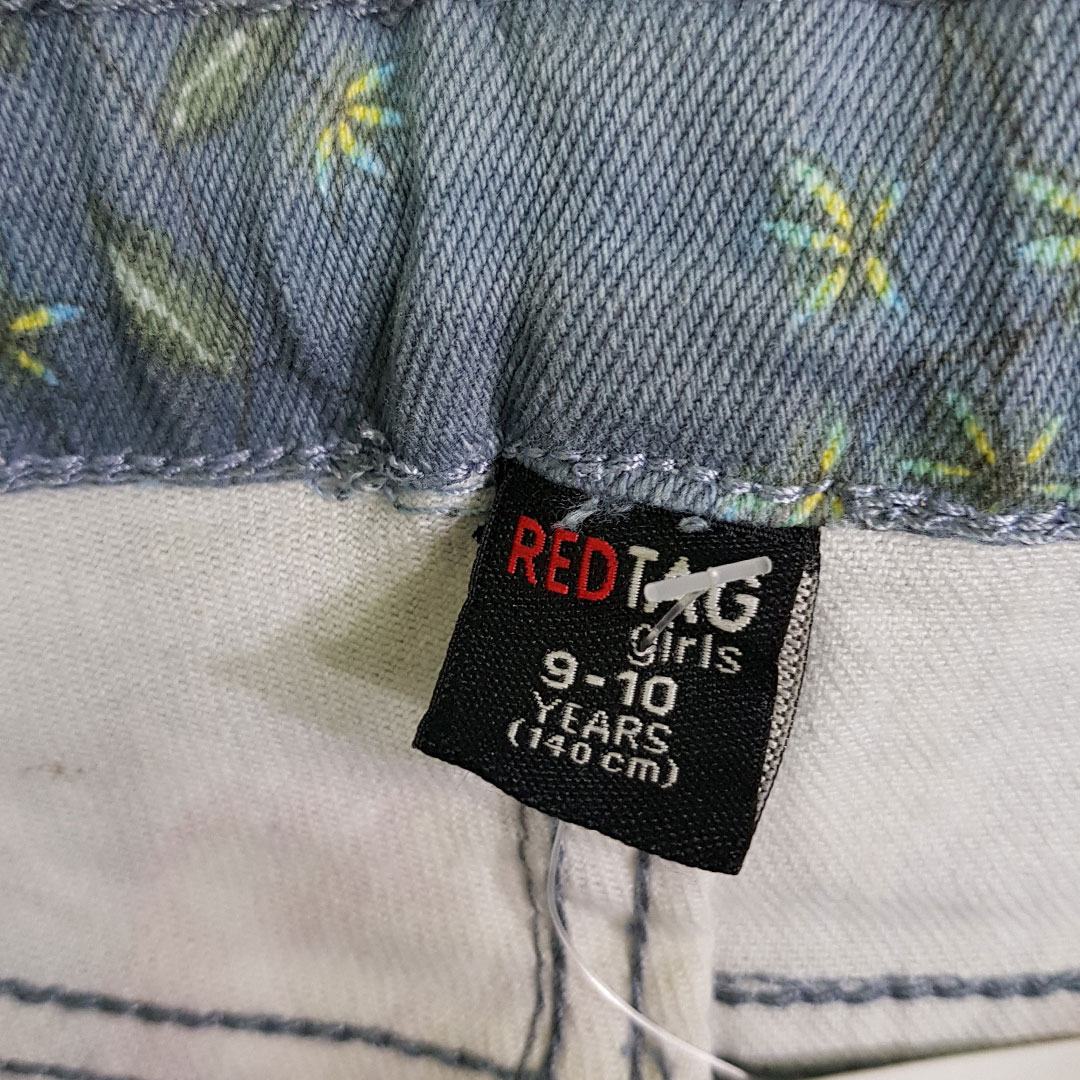 REDTAG
girls
9-10
YEARS
(140 cm)